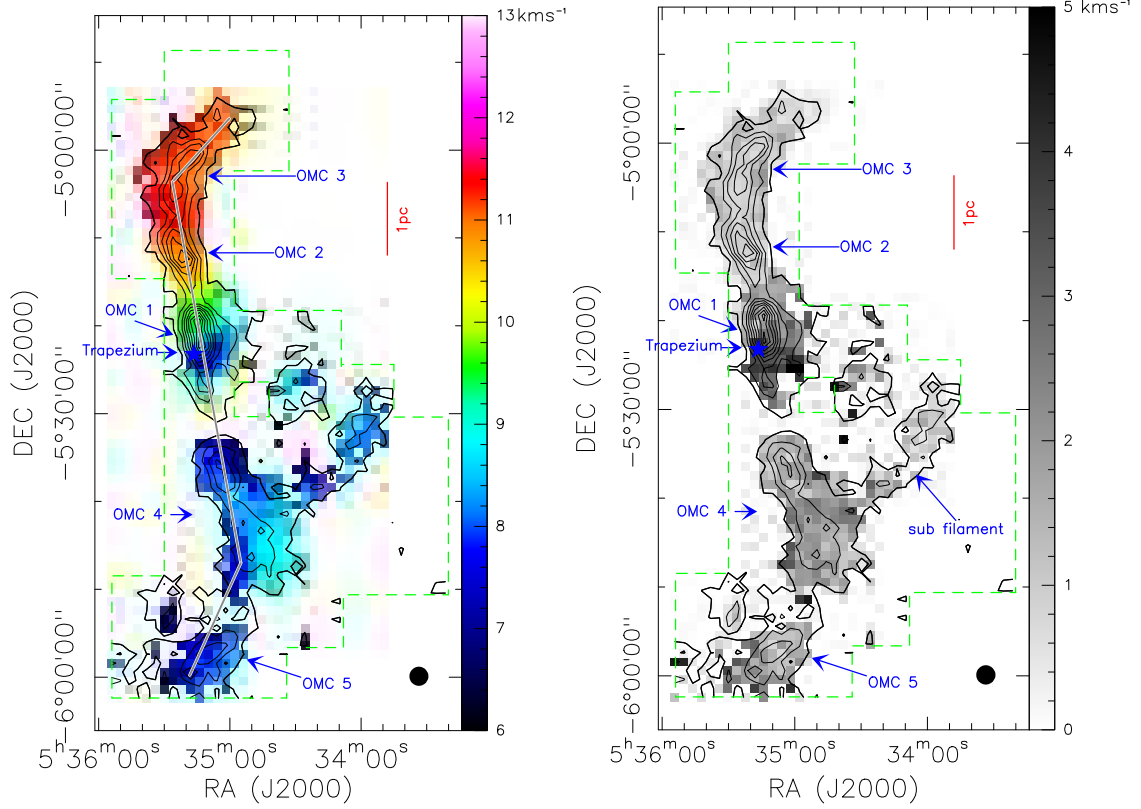 13 kms⁻¹
12
11
10
9
8
7
6
−5°00'00''
−5°30'00''
−6°00'00''
DEC (J2000)
5ʰ36ᵐ00ˢ
35ᵐ00ˢ
34ᵐ00ˢ
RA (J2000)
OMC 3
1pc
OMC 2
OMC 1
Trapezium
OMC 4
OMC 5
5 kms⁻¹
4
3
2
1
0
−5°00'00''
−5°30'00''
−6°00'00''
DEC (J2000)
5ʰ36ᵐ00ˢ
35ᵐ00ˢ
34ᵐ00ˢ
RA (J2000)
OMC 3
1pc
OMC 2
OMC 1
Trapezium
OMC 4
sub filament
OMC 5